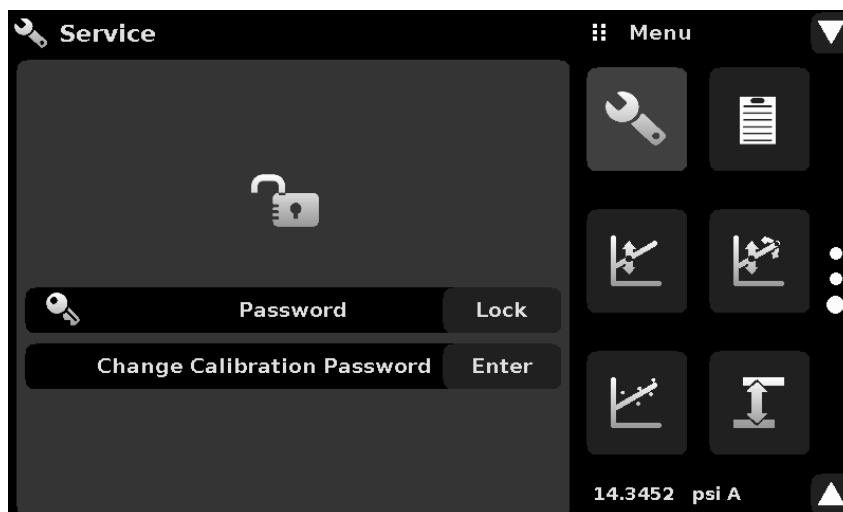 Service
Menu
Password Lock
Change Calibration Password Enter
14.3452 psi A